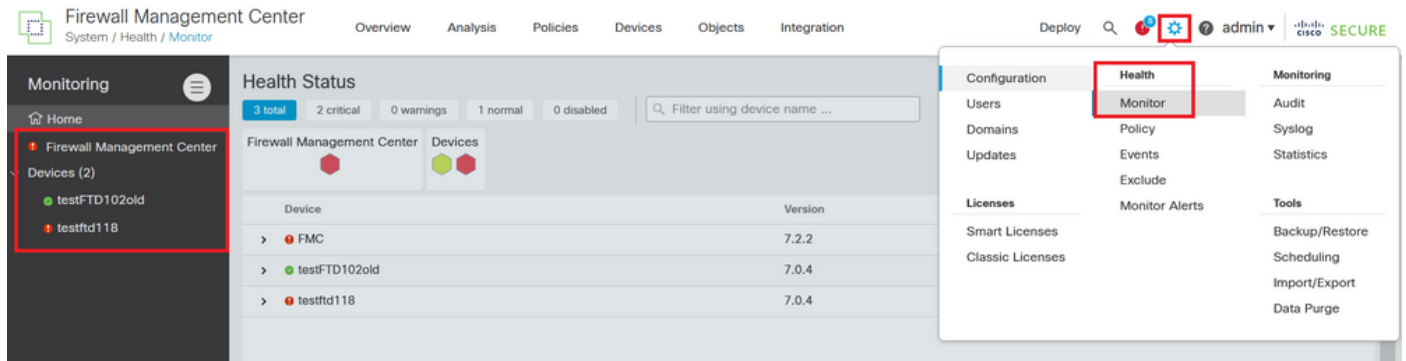 Firewall Management Center
System / Health / Monitor
Overview Analysis Policies Devices Objects Integration
Deploy admin
cisco SECURE
Monitoring
Home
Firewall Management Center
Devices (2)
testFTD102old
testftd118
Health Status
3 total 2 critical 0 warnings 1 normal 0 disabled
Filter using device name ...
Firewall Management Center Devices
Device Version
FMC 7.2.2
testFTD102old 7.0.4
testftd118 7.0.4
Configuration
Users
Domains
Updates
Licenses
Smart Licenses
Classic Licenses
Health
Monitor
Policy
Events
Exclude
Monitor Alerts
Monitoring
Audit
Syslog
Statistics
Tools
Backup/Restore
Scheduling
Import/Export
Data Purge